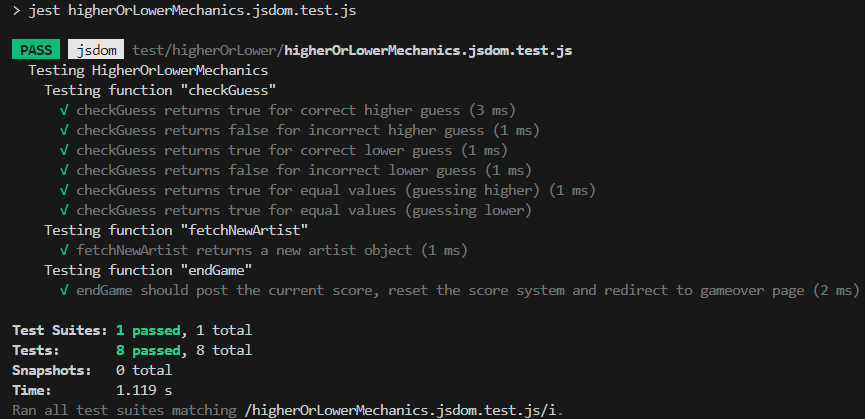 > jest higherOrLowerMechanics.jsdom.test.js
PASS jsdom test/higherOrLower/higherOrLowerMechanics.jsdom.test.js
Testing HigherOrLowerMechanics
Testing function "checkGuess"
√ checkGuess returns true for correct higher guess (3 ms)
√ checkGuess returns false for incorrect higher guess (1 ms)
√ checkGuess returns true for correct lower guess (1 ms)
√ checkGuess returns false for incorrect lower guess (1 ms)
√ checkGuess returns true for equal values (guessing higher) (1 ms)
√ checkGuess returns true for equal values (guessing lower)
Testing function "fetchNewArtist"
√ fetchNewArtist returns a new artist object (1 ms)
Testing function "endGame"
√ endGame should post the current score, reset the score system and redirect to gameover page (2 ms)
Test Suites: 1 passed, 1 total
Tests: 8 passed, 8 total
Snapshots: 0 total
Time: 1.119 s
Ran all test suites matching /higherOrLowerMechanics.jsdom.test.js/i.